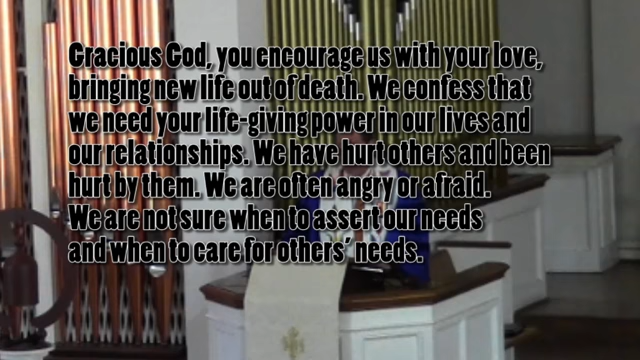 Gracious God, you encourage us with your love,
bringing new life out of death. We confess that
we need your life-giving power in our lives and
our relationships. We have hurt others and been
hurt by them. We are often angry or afraid.
We are not sure when to assert our needs
and when to care for others' needs.